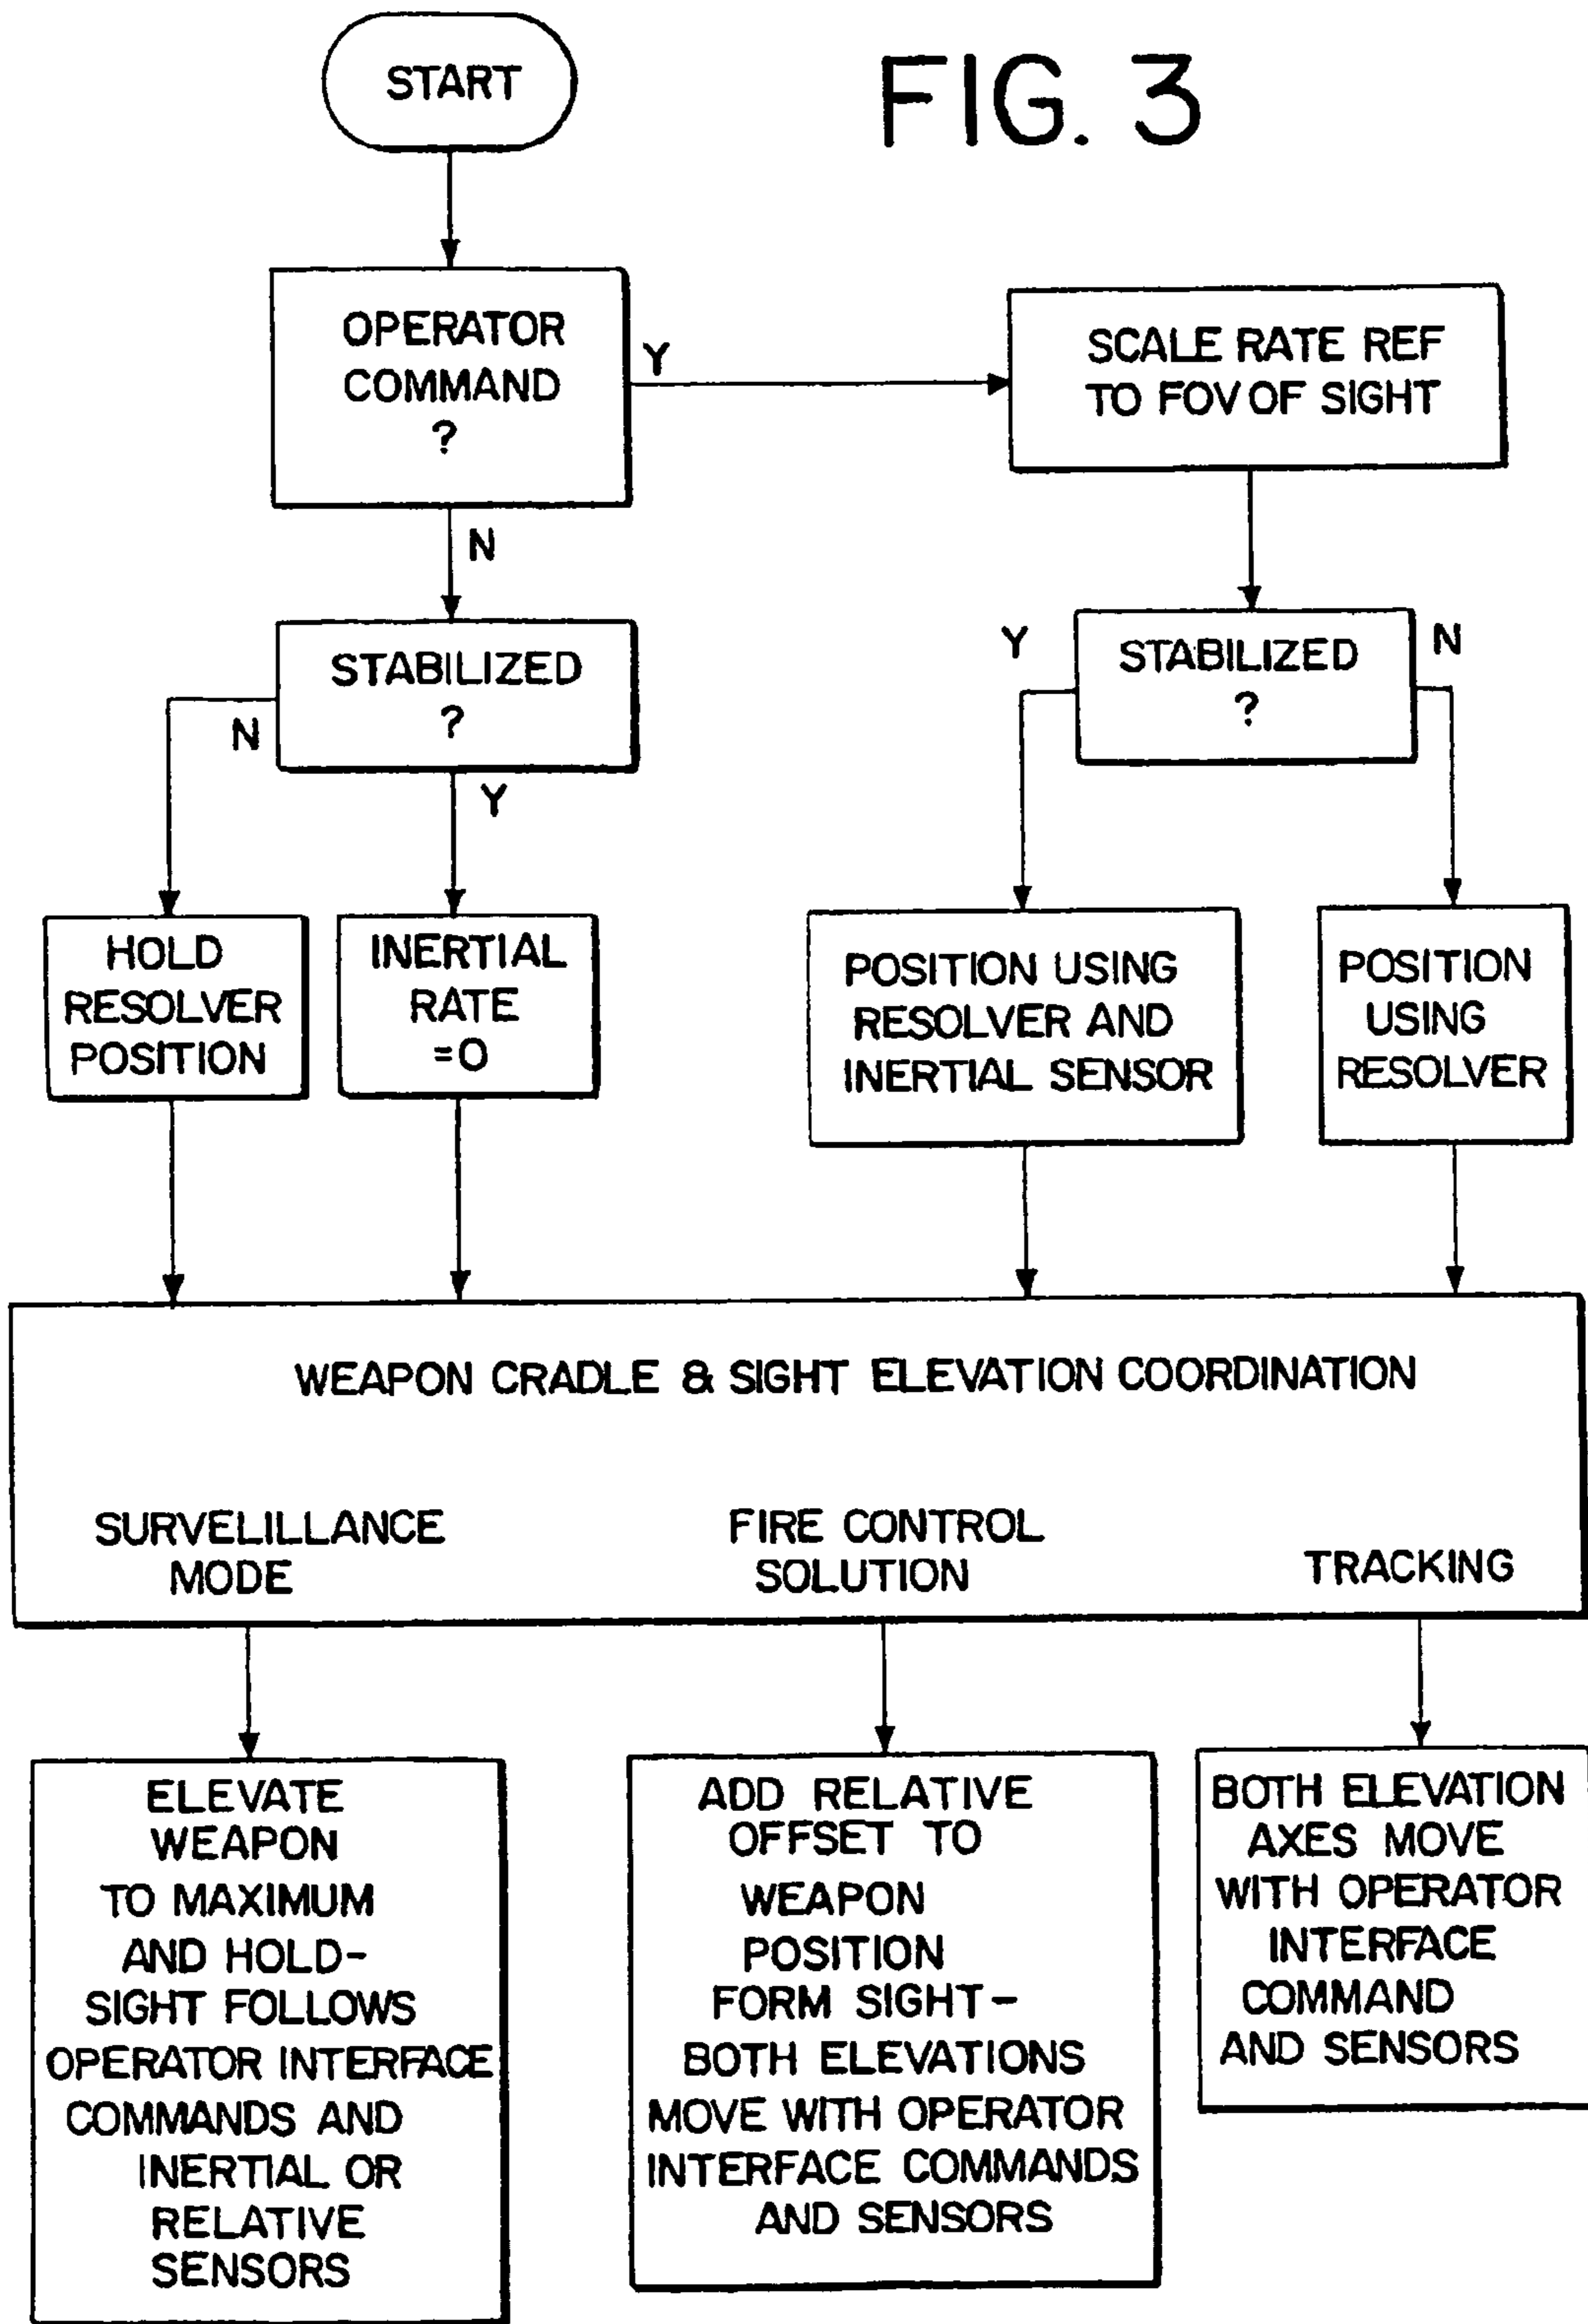 START
FIG. 3
OPERATOR
COMMAND
?
Y
SCALE RATE REF
TO FOV OF SIGHT
N
STABILIZED
?
N
Y
Y
STABILIZED
?
N
HOLD
RESOLVER
POSITION
INERTIAL
RATE
=0
POSITION USING
RESOLVER AND
INERTIAL SENSOR
POSITION
USING
RESOLVER
WEAPON CRADLE & SIGHT ELEVATION COORDINATION
SURVELILLANCE
MODE
FIRE CONTROL
SOLUTION
TRACKING
ELEVATE
WEAPON
TO MAXIMUM
AND HOLD-
SIGHT FOLLOWS
OPERATOR INTERFACE
COMMANDS AND
INERTIAL OR
RELATIVE
SENSORS
ADD RELATIVE
OFFSET TO
WEAPON
POSITION
FORM SIGHT-
BOTH ELEVATIONS
MOVE WITH OPERATOR
INTERFACE COMMANDS
AND SENSORS
BOTH ELEVATION
AXES MOVE
WITH OPERATOR
INTERFACE
COMMAND
AND SENSORS